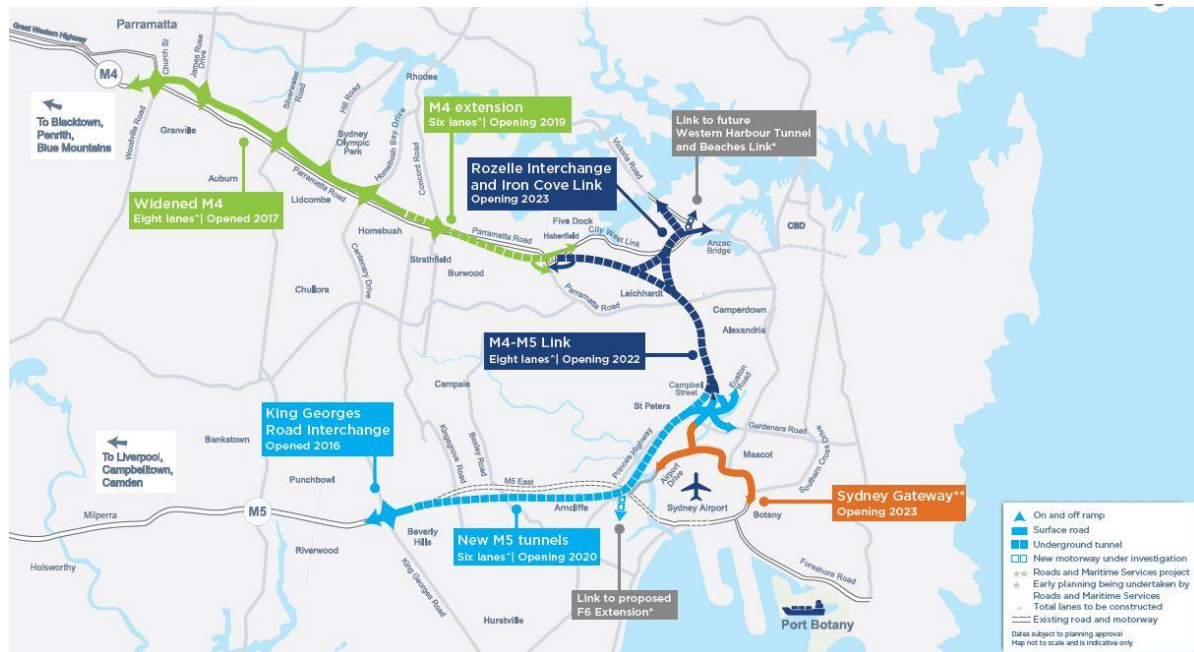 Parramatta
Great Western Highway
Church St
James Ruse
Drive
M4
Silverwater
Road
Hill Road
Rhodes
To Blacktown,
Penrith,
Blue Mountains
Woodville Road
Granville
Sydney
Olympic
Park
Homebush Bay Drive
Concord Road
M4 extension
Six lanes^| Opening 2019
Link to future
Western Harbour Tunnel
and Beaches Link*
Victoria Road
Rozelle Interchange
and Iron Cove Link
Opening 2023
Auburn
Parramatta Road
Lidcombe
Widened M4
Eight lanes^| Opened 2017
Homebush
Parramatta Road
Five Dock
Haberfield
City West Link
CBD
Anzac
Bridge
Strathfield
Burwood
Centenary Drive
Chullora
Parramatta Road
Leichhardt
Camperdown
Alexandria
M4-M5 Link
Eight lanes^| Opening 2022
Campsie
Campbell
Street
Euston
Road
St Peters
King Georges
Road Interchange
Opened 2016
Bankstown
Kingsgrove Road
Bexley Road
Princes Highway
Gardeners Road
Southern Cross Drive
To Liverpool,
Campbelltown,
Camden
Punchbowl
M5 East
Airport
Drive
Mascot
Milperra
M5
Arncliffe
Sydney Airport
Botany
Sydney Gateway**
Opening 2023
Beverly
Hills
New M5 tunnels
Six lanes^| Opening 2020
Riverwood
Holsworthy
King Georges Road
Foreshore Road
Link to proposed
F6 Extension*
Hurstville
Port Botany
On and off ramp
Surface road
Underground tunnel
New motorway under investigation
** Roads and Maritime Services project
* Early planning being undertaken by
Roads and Maritime Services
^ Total lanes to be constructed
Existing road and motorway
Dates subject to planning approval
Map not to scale and is indicative only